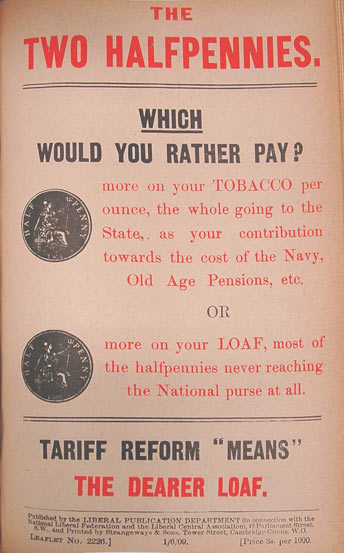 THE
TWO HALFPENNIES.
WHICH
WOULD YOU RATHER PAY?
HALF PENNY
more on your TOBACCO per
ounce, the whole going to the
State, as your contribution
towards the cost of the Navy,
Old Age Pensions, etc.
OR
HALF PENNY
more on your LOAF, most of
the halfpennies never reaching
the National purse at all.
TARIFF REFORM "MEANS"
THE DEARER LOAF.
Published by the LIBERAL PUBLICATION DEPARTMENT (in connection with the
National Liberal Federation and the Liberal Central Association), 42 Parliament Street,
S.W., and Printed by Strangeways & Sons, Tower Street, Cambridge Circus, W.C.
LEAFLET No. 2226.] 1/6/09. [Price 3s. per 1000.